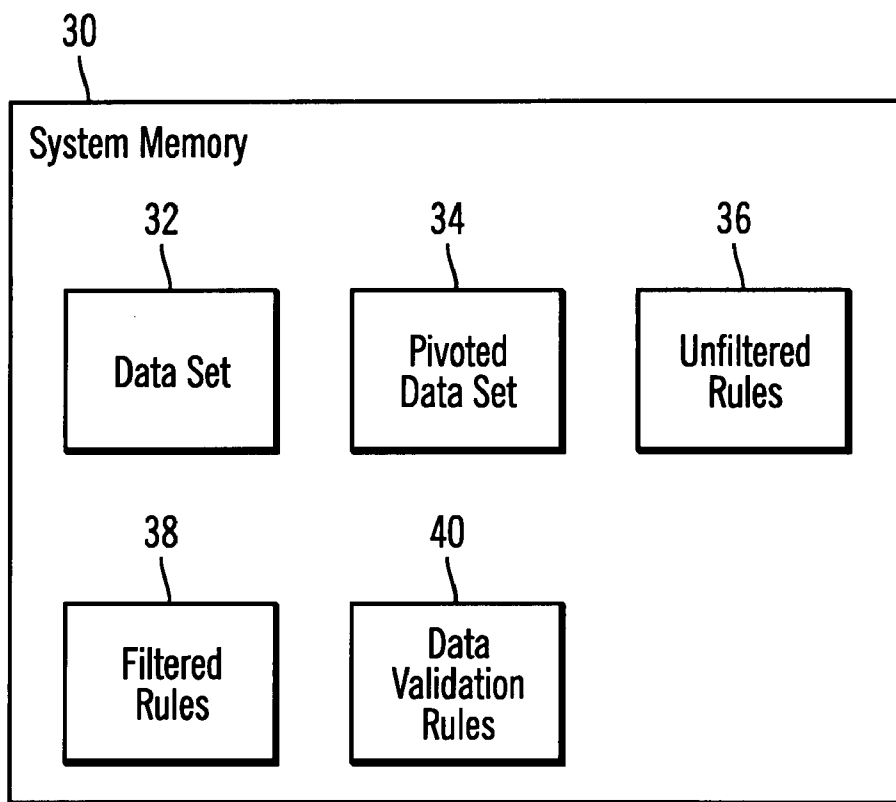 30
System Memory
32
34
36
Data Set
Pivoted
Data Set
Unfiltered
Rules
38
40
Filtered
Rules
Data
Validation
Rules